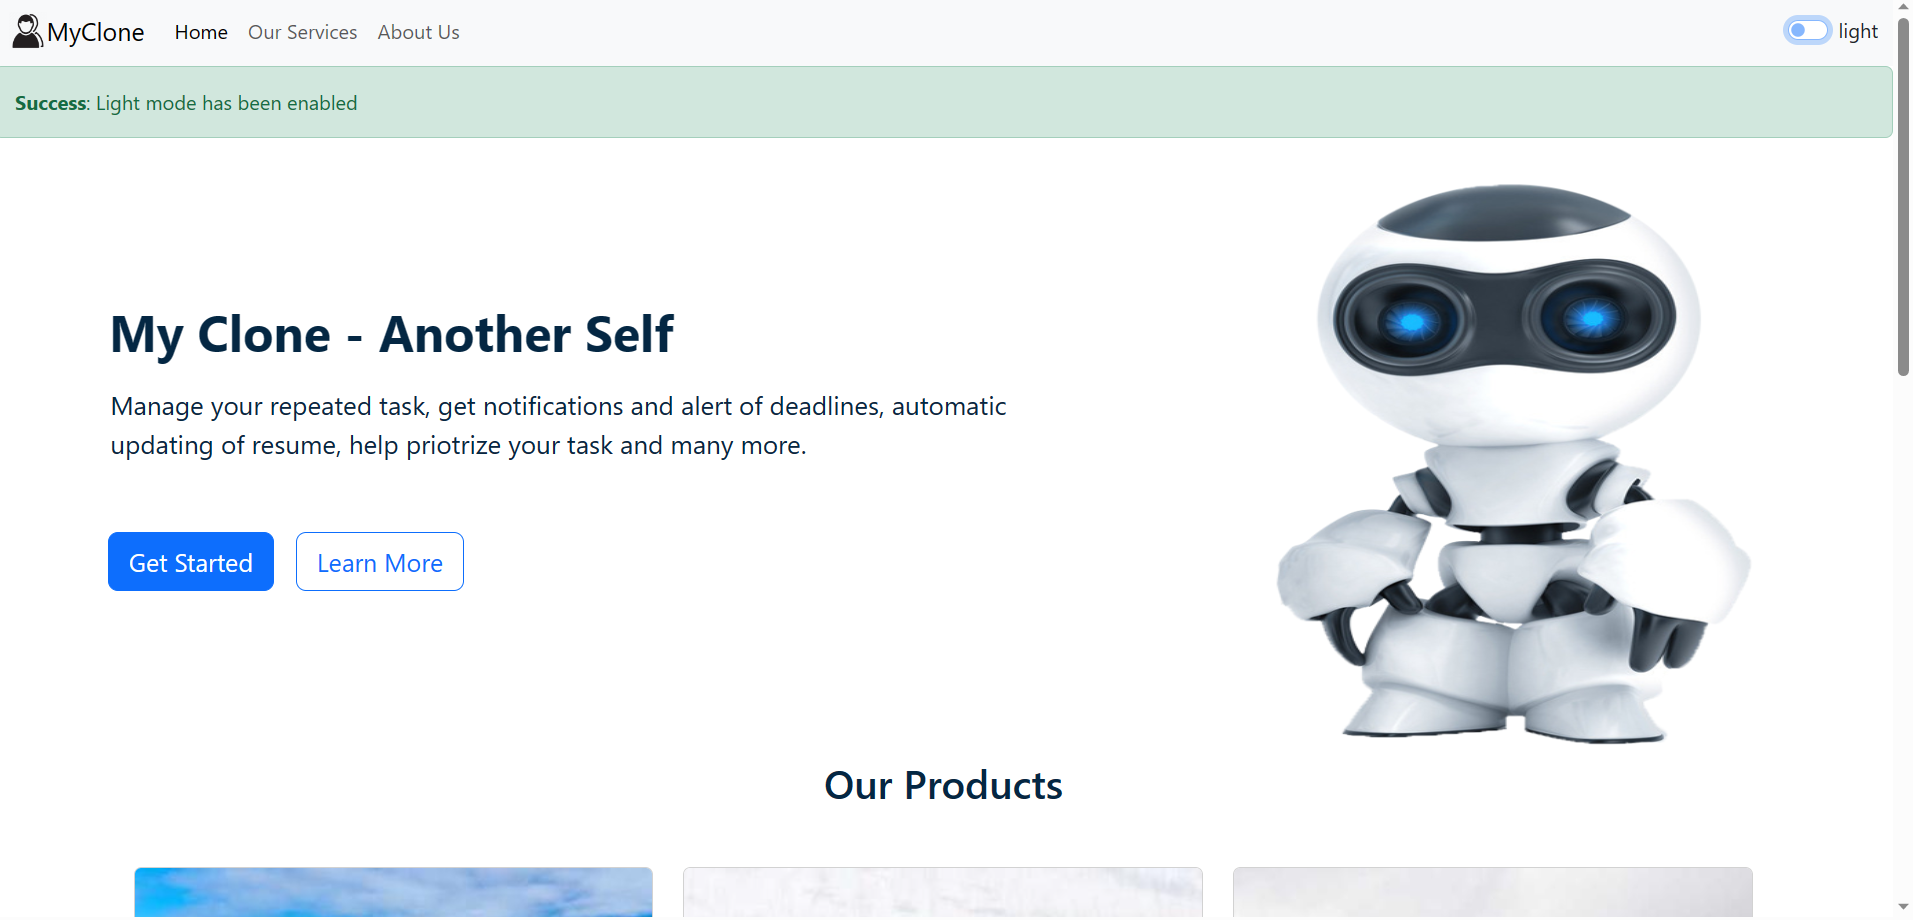 MyClone Home Our Services About Us light
Success: Light mode has been enabled
My Clone - Another Self
Manage your repeated task, get notifications and alert of deadlines, automatic
updating of resume, help priotrize your task and many more.
Get Started Learn More
Our Products